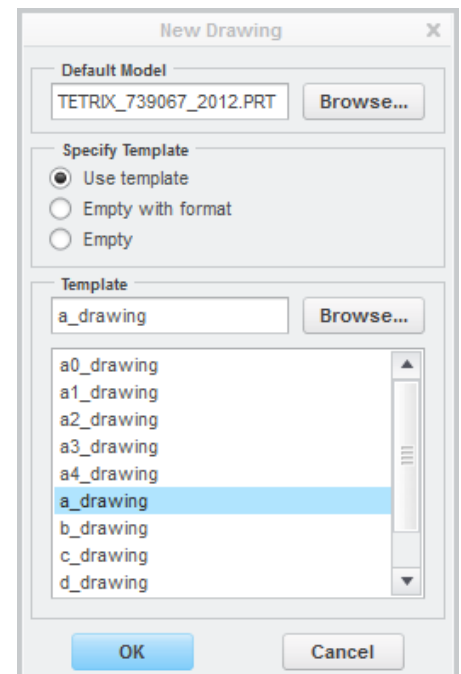 New Drawing X
Default Model
TETRIX_739067_2012.PRT Browse...
Specify Template
Use template
Empty with format
Empty
Template
a_drawing Browse...
a0_drawing
a1_drawing
a2_drawing
a3_drawing
a4_drawing
a_drawing
b_drawing
c_drawing
d_drawing
OK Cancel